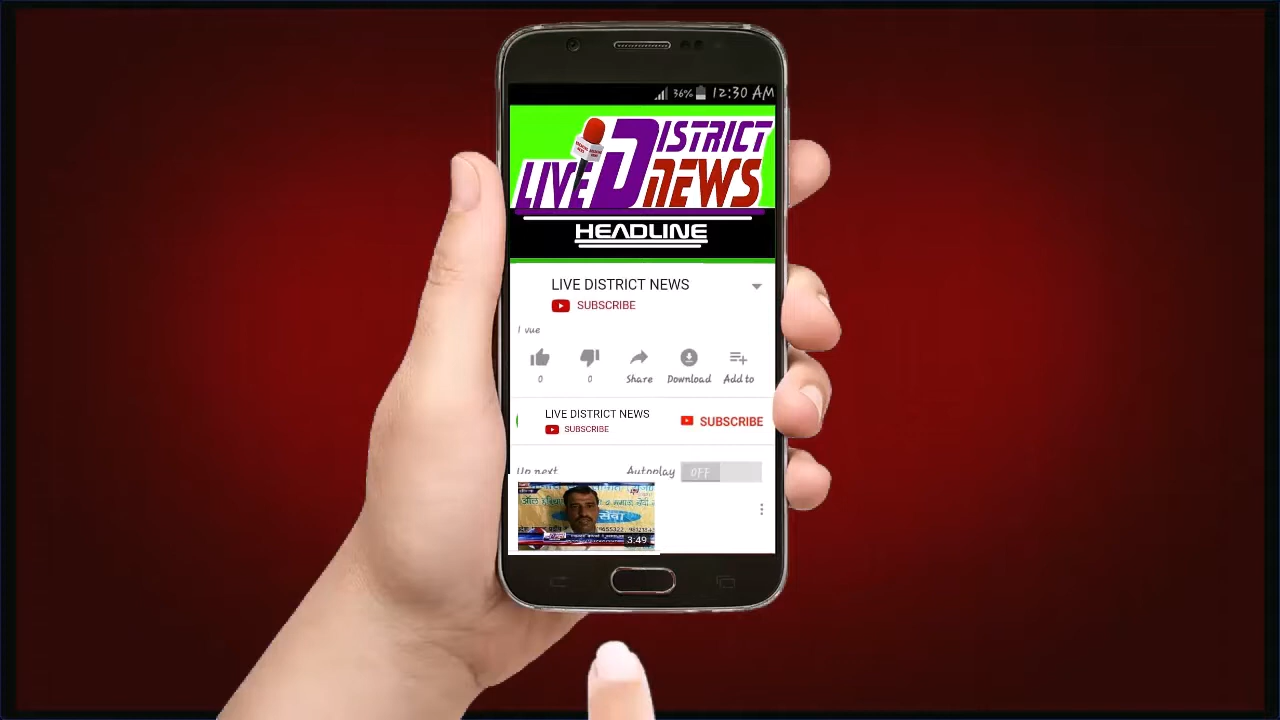 36% 12:30 AM
LIVE DISTRICT NEWS
HEADLINE
LIVE DISTRICT NEWS
SUBSCRIBE
1 vue
0 0 Share Download Add to
LIVE DISTRICT NEWS
SUBSCRIBE
SUBSCRIBE
Up next Autoplay OFF
सेवा
3:49